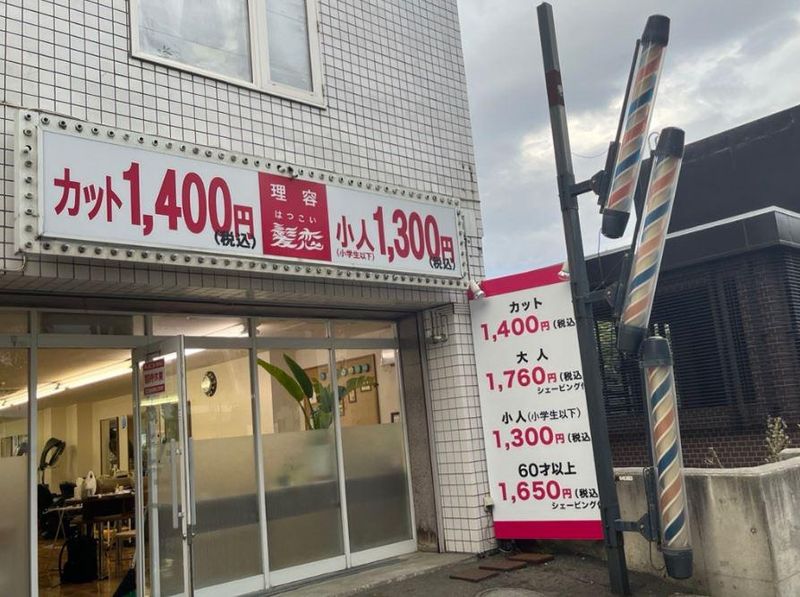 カット1,400円
(税込)
理容
はつこい
髪恋
小人1,300円
(小学生以下)
(税込)
カット
1,400円(税込
大人
1,760円(税込
シェービング付
小人(小学生以下)
1,300円(税込
60才以上
1,650円(税込
シェービング付